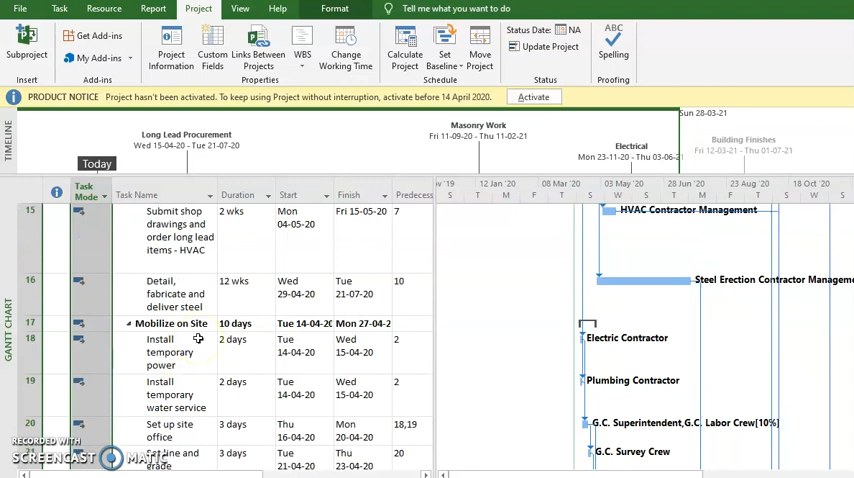 File Task Resource Report Project View Help Format Tell me what you want to do
Subproject
Insert
Get Add-ins
My Add-ins
Add-ins
Project Information
Custom Fields
Links Between Projects
WBS
Change Working Time
Properties
Calculate Project
Set Baseline
Move Project
Schedule
Status Date: NA
Update Project
Status
ABC
Spelling
Proofing
PRODUCT NOTICE Project hasn't been activated. To keep using Project without interruption, activate before 14 April 2020. Activate
TIMELINE
Today
Long Lead Procurement
Wed 15-04-20 - Tue 21-07-20
Masonry Work
Fri 11-09-20 - Thu 11-02-21
Electrical
Mon 23-11-20 - Thu 03-06-21
Sun 28-03-21
Building Finishes
Fri 12-03-21 - Thu 01-07-21
GANTT CHART
Task Mode Task Name Duration Start Finish Predecess
15 Submit shop drawings and order long lead items - HVAC 2 wks Mon 04-05-20 Fri 15-05-20 7
16 Detail, fabricate and deliver steel 12 wks Wed 29-04-20 Tue 21-07-20 10
17 Mobilize on Site 10 days Tue 14-04-20 Mon 27-04-2
18 Install temporary power 2 days Tue 14-04-20 Wed 15-04-20 2
19 Install temporary water service 2 days Tue 14-04-20 Wed 15-04-20 2
20 Set up site office 3 days Thu 16-04-20 Mon 20-04-20 18,19
line and grade 3 days Tue 21-04-20 Thu 23-04-20 20
'19 12 Jan '20 08 Mar '20 03 May '20 28 Jun '20 23 Aug '20 18 Oct '20
F S T W S T M F S T W
HVAC Contractor Management
Steel Erection Contractor Manageme
Electric Contractor
Plumbing Contractor
G.C. Superintendent,G.C. Labor Crew[10%]
G.C. Survey Crew
RECORDED WITH
SCREENCAST MATIC